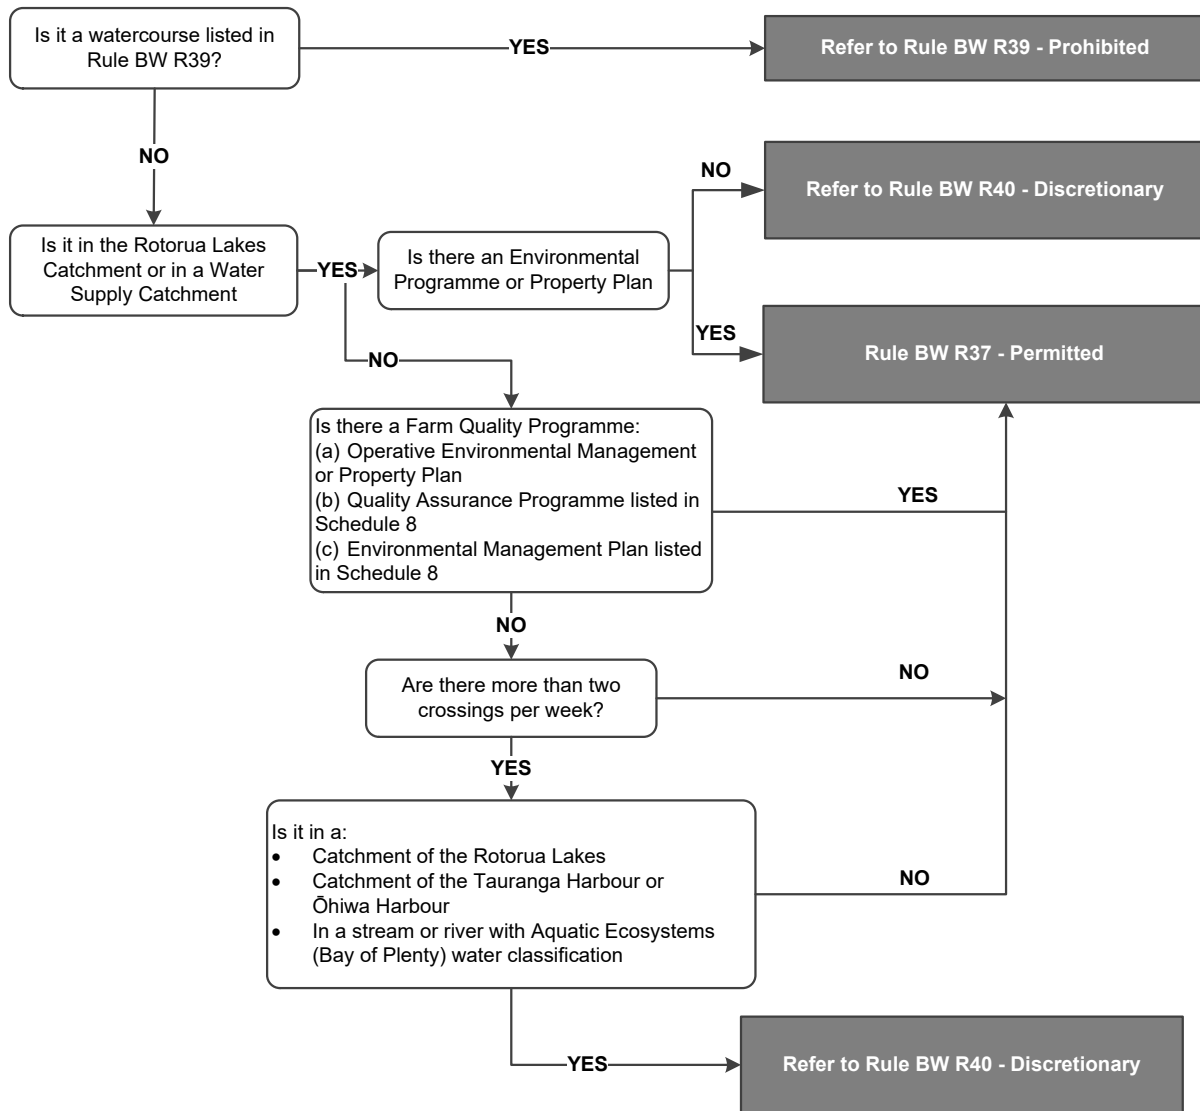 Is it a watercourse listed in
Rule BW R39?
YES
Refer to Rule BW R39 - Prohibited
NO
Is it in the Rotorua Lakes
Catchment or in a Water
Supply Catchment
YES
Is there an Environmental
Programme or Property Plan
NO
Refer to Rule BW R40 - Discretionary
YES
Rule BW R37 - Permitted
NO
Is there a Farm Quality Programme:
(a) Operative Environmental Management
or Property Plan
(b) Quality Assurance Programme listed in
Schedule 8
(c) Environmental Management Plan listed
in Schedule 8
YES
NO
Are there more than two
crossings per week?
NO
YES
Is it in a:
• Catchment of the Rotorua Lakes
• Catchment of the Tauranga Harbour or
Ōhiwa Harbour
• In a stream or river with Aquatic Ecosystems
(Bay of Plenty) water classification
NO
YES
Refer to Rule BW R40 - Discretionary